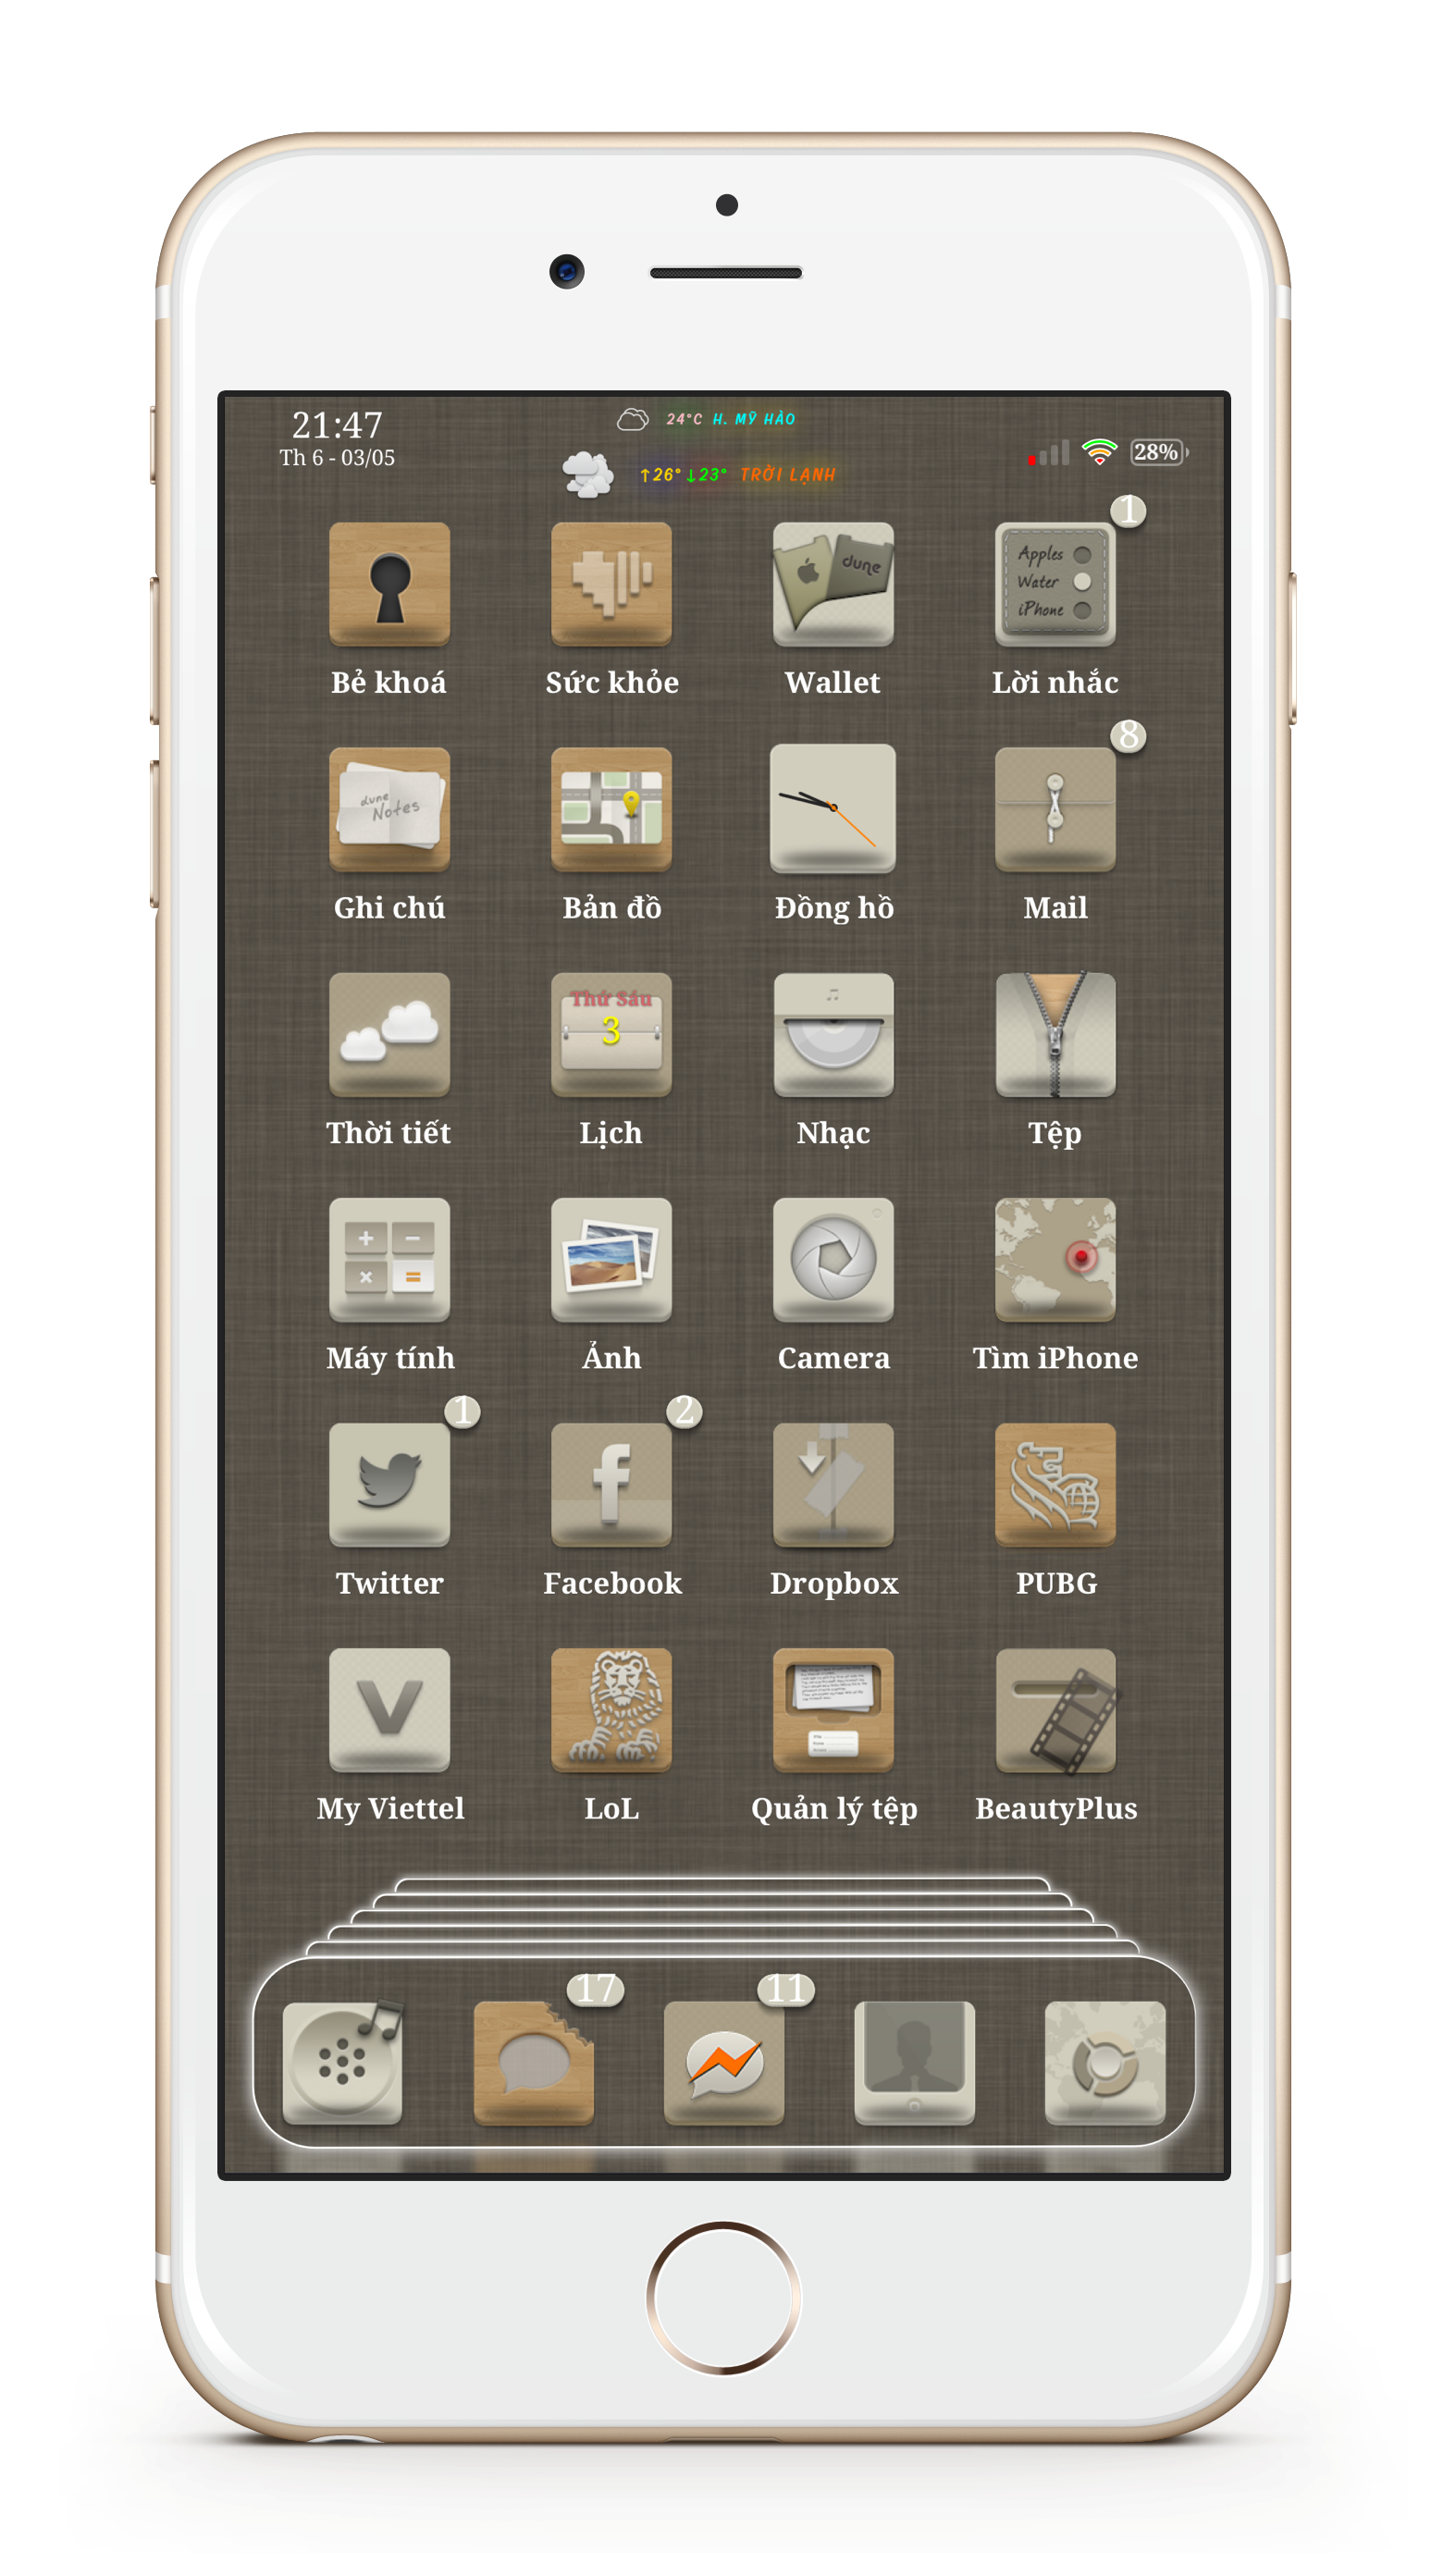 21:47
Th 6 - 03/05
24°C H. MỸ HÀO
↑26° ↓23° TRỜI LẠNH
28%
1
dune
Apples
Water
iPhone
Bẻ khoá Sức khỏe Wallet Lời nhắc
8
dune
Notes
Ghi chú Bản đồ Đồng hồ Mail
Thứ Sáu
3
Thời tiết Lịch Nhạc Tệp
+ −
× =
Máy tính Ảnh Camera Tìm iPhone
1 2
f
Twitter Facebook Dropbox PUBG
V
My Viettel LoL Quản lý tệp BeautyPlus
17 11